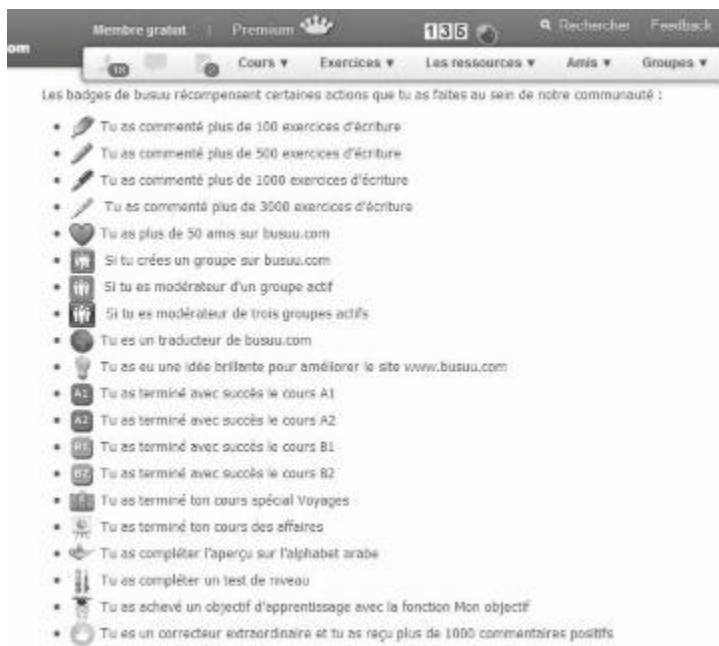 Membre gratuit | Premium 135 Rechercher Feedback
om
13 Cours ▼ Exercices ▼ Les ressources ▼ Amis ▼ Groupes ▼
Les badges de busuu récompensent certaines actions que tu as faites au sein de notre communauté :
• Tu as commenté plus de 100 exercices d'écriture
• Tu as commenté plus de 500 exercices d'écriture
• Tu as commenté plus de 1000 exercices d'écriture
• Tu as commenté plus de 3000 exercices d'écriture
• Tu as plus de 50 amis sur busuu.com
• Si tu crées un groupe sur busuu.com
• Si tu es modérateur d'un groupe actif
• Si tu es modérateur de trois groupes actifs
• Tu es un traducteur de busuu.com
• Tu as eu une idée brillante pour améliorer le site www.busuu.com
• A1 Tu as terminé avec succès le cours A1
• A2 Tu as terminé avec succès le cours A2
• B1 Tu as terminé avec succès le cours B1
• B2 Tu as terminé avec succès le cours B2
• Tu as terminé ton cours spécial Voyages
• Tu as terminé ton cours des affaires
• Tu as compléter l'aperçu sur l'alphabet arabe
• Tu as compléter un test de niveau
• Tu as achevé un objectif d'apprentissage avec la fonction Mon objectif
• Tu es un correcteur extraordinaire et tu as reçu plus de 1000 commentaires positifs